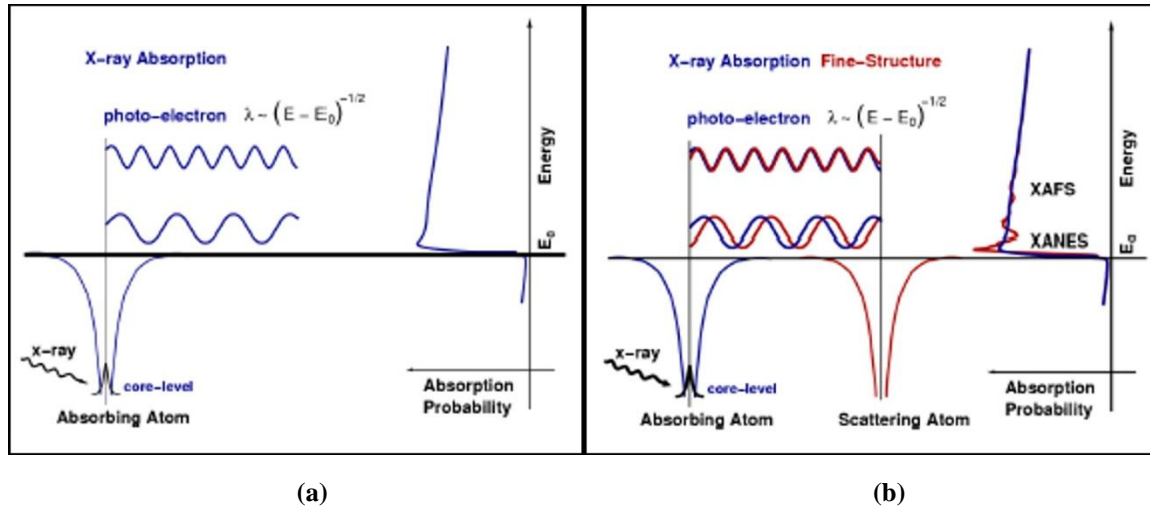 X-ray Absorption
photo-electron λ ~ (E - E₀)^-1/2
Energy
E₀
x-ray
core-level
Absorbing Atom
Absorption
Probability
(a)
X-ray Absorption Fine-Structure
photo-electron λ ~ (E - E₀)^-1/2
Energy
XAFS
XANES
E₀
x-ray
core-level
Absorbing Atom
Scattering Atom
Absorption
Probability
(b)